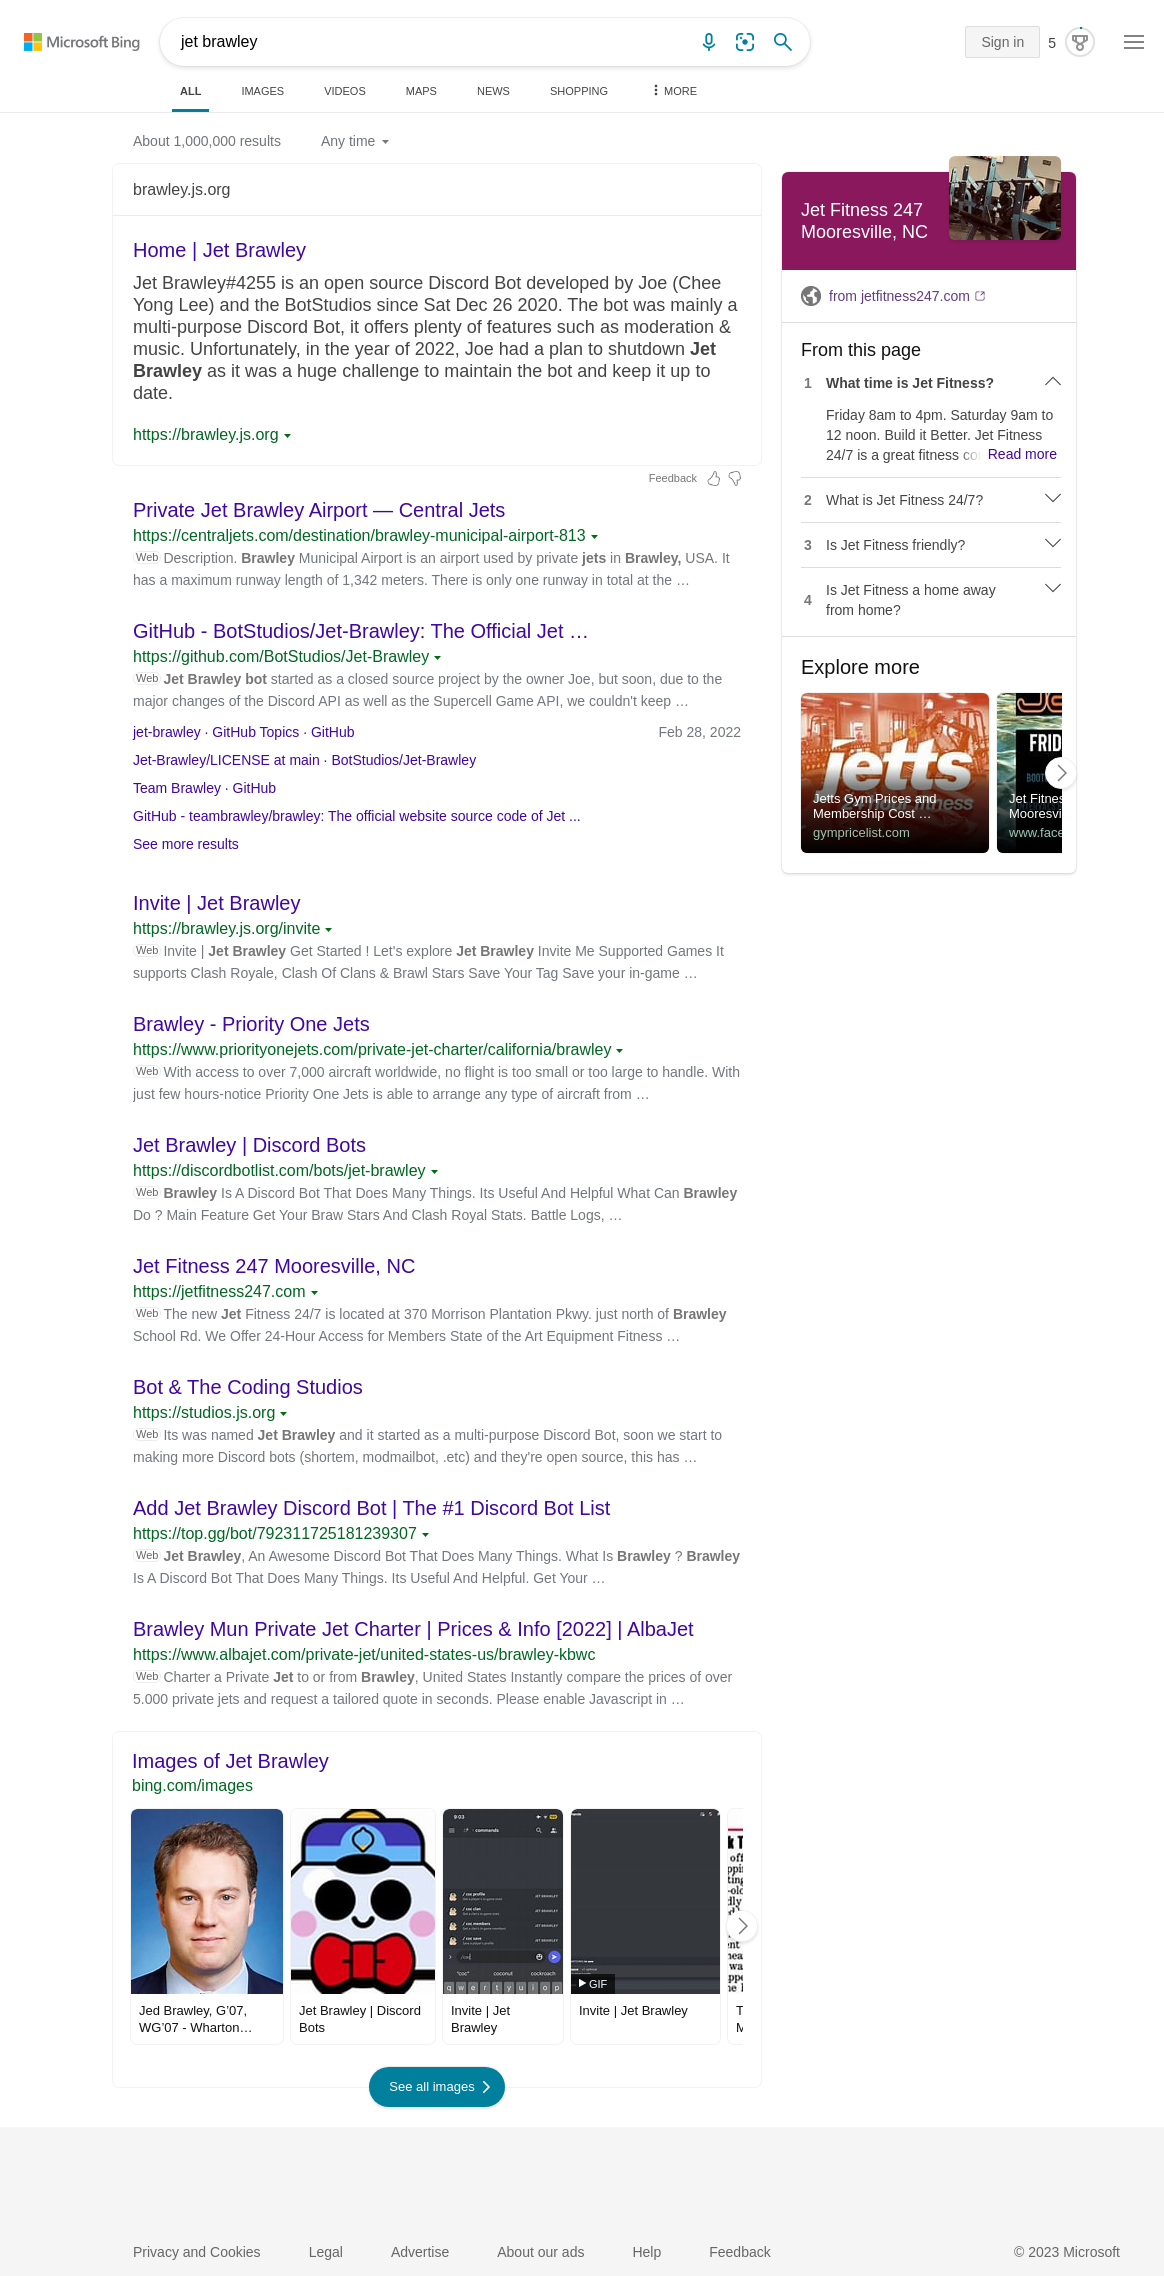 Microsoft Bing
jet brawley
Sign in
5
ALL
IMAGES
VIDEOS
MAPS
NEWS
SHOPPING
MORE
About 1,000,000 results
Any time
brawley.js.org
Home | Jet Brawley
Jet Brawley#4255 is an open source Discord Bot developed by Joe (Chee
Yong Lee) and the BotStudios since Sat Dec 26 2020. The bot was mainly a
multi-purpose Discord Bot, it offers plenty of features such as moderation &
music. Unfortunately, in the year of 2022, Joe had a plan to shutdown Jet
Brawley as it was a huge challenge to maintain the bot and keep it up to
date.
https://brawley.js.org
Feedback
Private Jet Brawley Airport — Central Jets
https://centraljets.com/destination/brawley-municipal-airport-813
Web Description. Brawley Municipal Airport is an airport used by private jets in Brawley, USA. It
has a maximum runway length of 1,342 meters. There is only one runway in total at the …
GitHub - BotStudios/Jet-Brawley: The Official Jet …
https://github.com/BotStudios/Jet-Brawley
Web Jet Brawley bot started as a closed source project by the owner Joe, but soon, due to the
major changes of the Discord API as well as the Supercell Game API, we couldn't keep …
jet-brawley · GitHub Topics · GitHub
Feb 28, 2022
Jet-Brawley/LICENSE at main · BotStudios/Jet-Brawley
Team Brawley · GitHub
GitHub - teambrawley/brawley: The official website source code of Jet ...
See more results
Invite | Jet Brawley
https://brawley.js.org/invite
Web Invite | Jet Brawley Get Started ! Let's explore Jet Brawley Invite Me Supported Games It
supports Clash Royale, Clash Of Clans & Brawl Stars Save Your Tag Save your in-game …
Brawley - Priority One Jets
https://www.priorityonejets.com/private-jet-charter/california/brawley
Web With access to over 7,000 aircraft worldwide, no flight is too small or too large to handle. With
just few hours-notice Priority One Jets is able to arrange any type of aircraft from …
Jet Brawley | Discord Bots
https://discordbotlist.com/bots/jet-brawley
Web Brawley Is A Discord Bot That Does Many Things. Its Useful And Helpful What Can Brawley
Do ? Main Feature Get Your Braw Stars And Clash Royal Stats. Battle Logs, …
Jet Fitness 247 Mooresville, NC
https://jetfitness247.com
Web The new Jet Fitness 24/7 is located at 370 Morrison Plantation Pkwy. just north of Brawley
School Rd. We Offer 24-Hour Access for Members State of the Art Equipment Fitness …
Bot & The Coding Studios
https://studios.js.org
Web Its was named Jet Brawley and it started as a multi-purpose Discord Bot, soon we start to
making more Discord bots (shortem, modmailbot, .etc) and they're open source, this has …
Add Jet Brawley Discord Bot | The #1 Discord Bot List
https://top.gg/bot/792311725181239307
Web Jet Brawley, An Awesome Discord Bot That Does Many Things. What Is Brawley ? Brawley
Is A Discord Bot That Does Many Things. Its Useful And Helpful. Get Your …
Brawley Mun Private Jet Charter | Prices & Info [2022] | AlbaJet
https://www.albajet.com/private-jet/united-states-us/brawley-kbwc
Web Charter a Private Jet to or from Brawley, United States Instantly compare the prices of over
5.000 private jets and request a tailored quote in seconds. Please enable Javascript in …
Images of Jet Brawley
bing.com/images
9:03
commands
/ coc profile
/ coc clan
/ coc members
/ coc save
JET BRAWLEY
JET BRAWLEY
JET BRAWLEY
JET BRAWLEY
"coc" coconut cockroach
q w e r t y u i o p
GIF
Jed Brawley, G'07,
WG'07 - Wharton…
Jet Brawley | Discord
Bots
Invite | Jet
Brawley
Invite | Jet Brawley
See all images
Jet Fitness 247
Mooresville, NC
from jetfitness247.com
From this page
1 What time is Jet Fitness?
Friday 8am to 4pm. Saturday 9am to
12 noon. Build it Better. Jet Fitness
24/7 is a great fitness co Read more
2 What is Jet Fitness 24/7?
3 Is Jet Fitness friendly?
4 Is Jet Fitness a home away
from home?
Explore more
jetts
24 hour fitness
Jetts Gym Prices and
Membership Cost …
gympricelist.com
FRID
Jet Fitnes
Mooresvi
www.face
Privacy and Cookies
Legal
Advertise
About our ads
Help
Feedback
© 2023 Microsoft